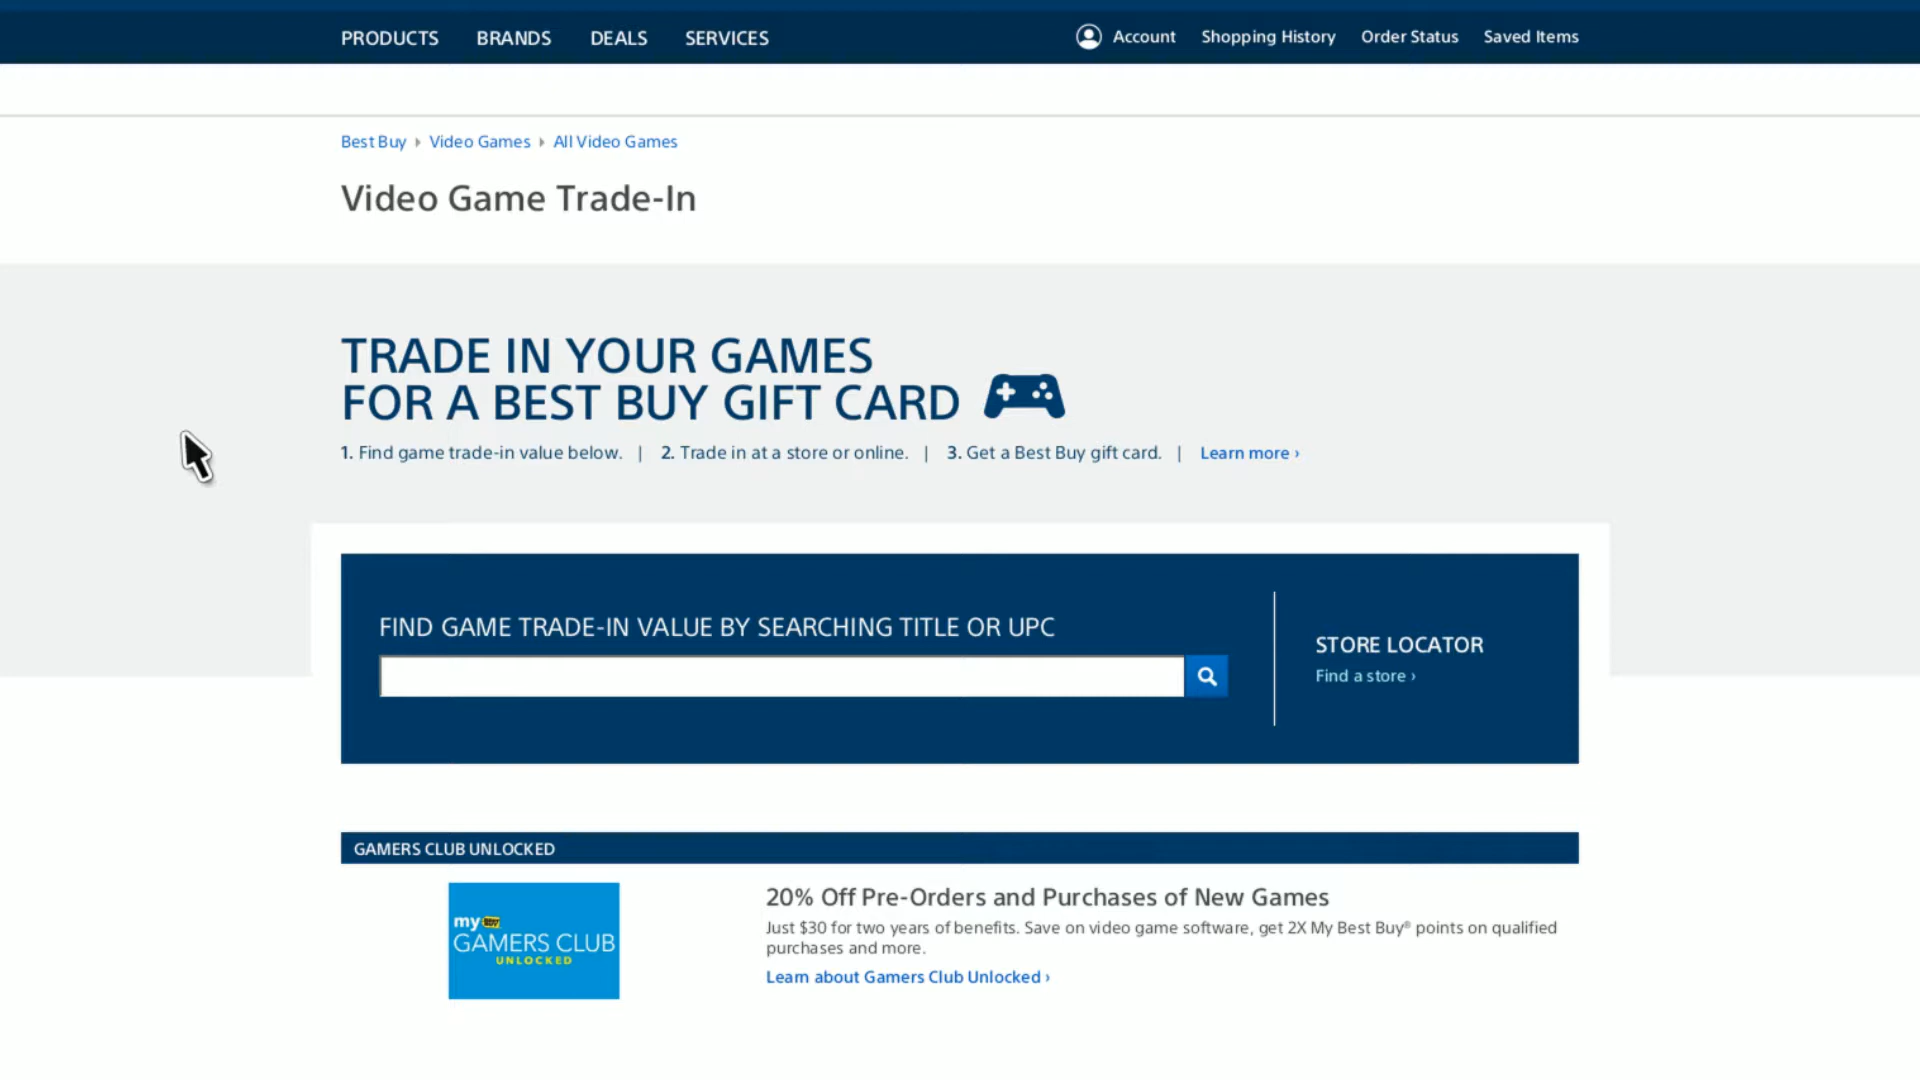 PRODUCTS BRANDS DEALS SERVICES Account Shopping History Order Status Saved Items
Best Buy Video Games All Video Games
Video Game Trade-In
TRADE IN YOUR GAMES
FOR A BEST BUY GIFT CARD
1. Find game trade-in value below. | 2. Trade in at a store or online. | 3. Get a Best Buy gift card. | Learn more ›
FIND GAME TRADE-IN VALUE BY SEARCHING TITLE OR UPC
STORE LOCATOR
Find a store ›
GAMERS CLUB UNLOCKED
my BEST BUY
GAMERS CLUB
UNLOCKED
20% Off Pre-Orders and Purchases of New Games
Just $30 for two years of benefits. Save on video game software, get 2X My Best Buy® points on qualified
purchases and more.
Learn about Gamers Club Unlocked ›